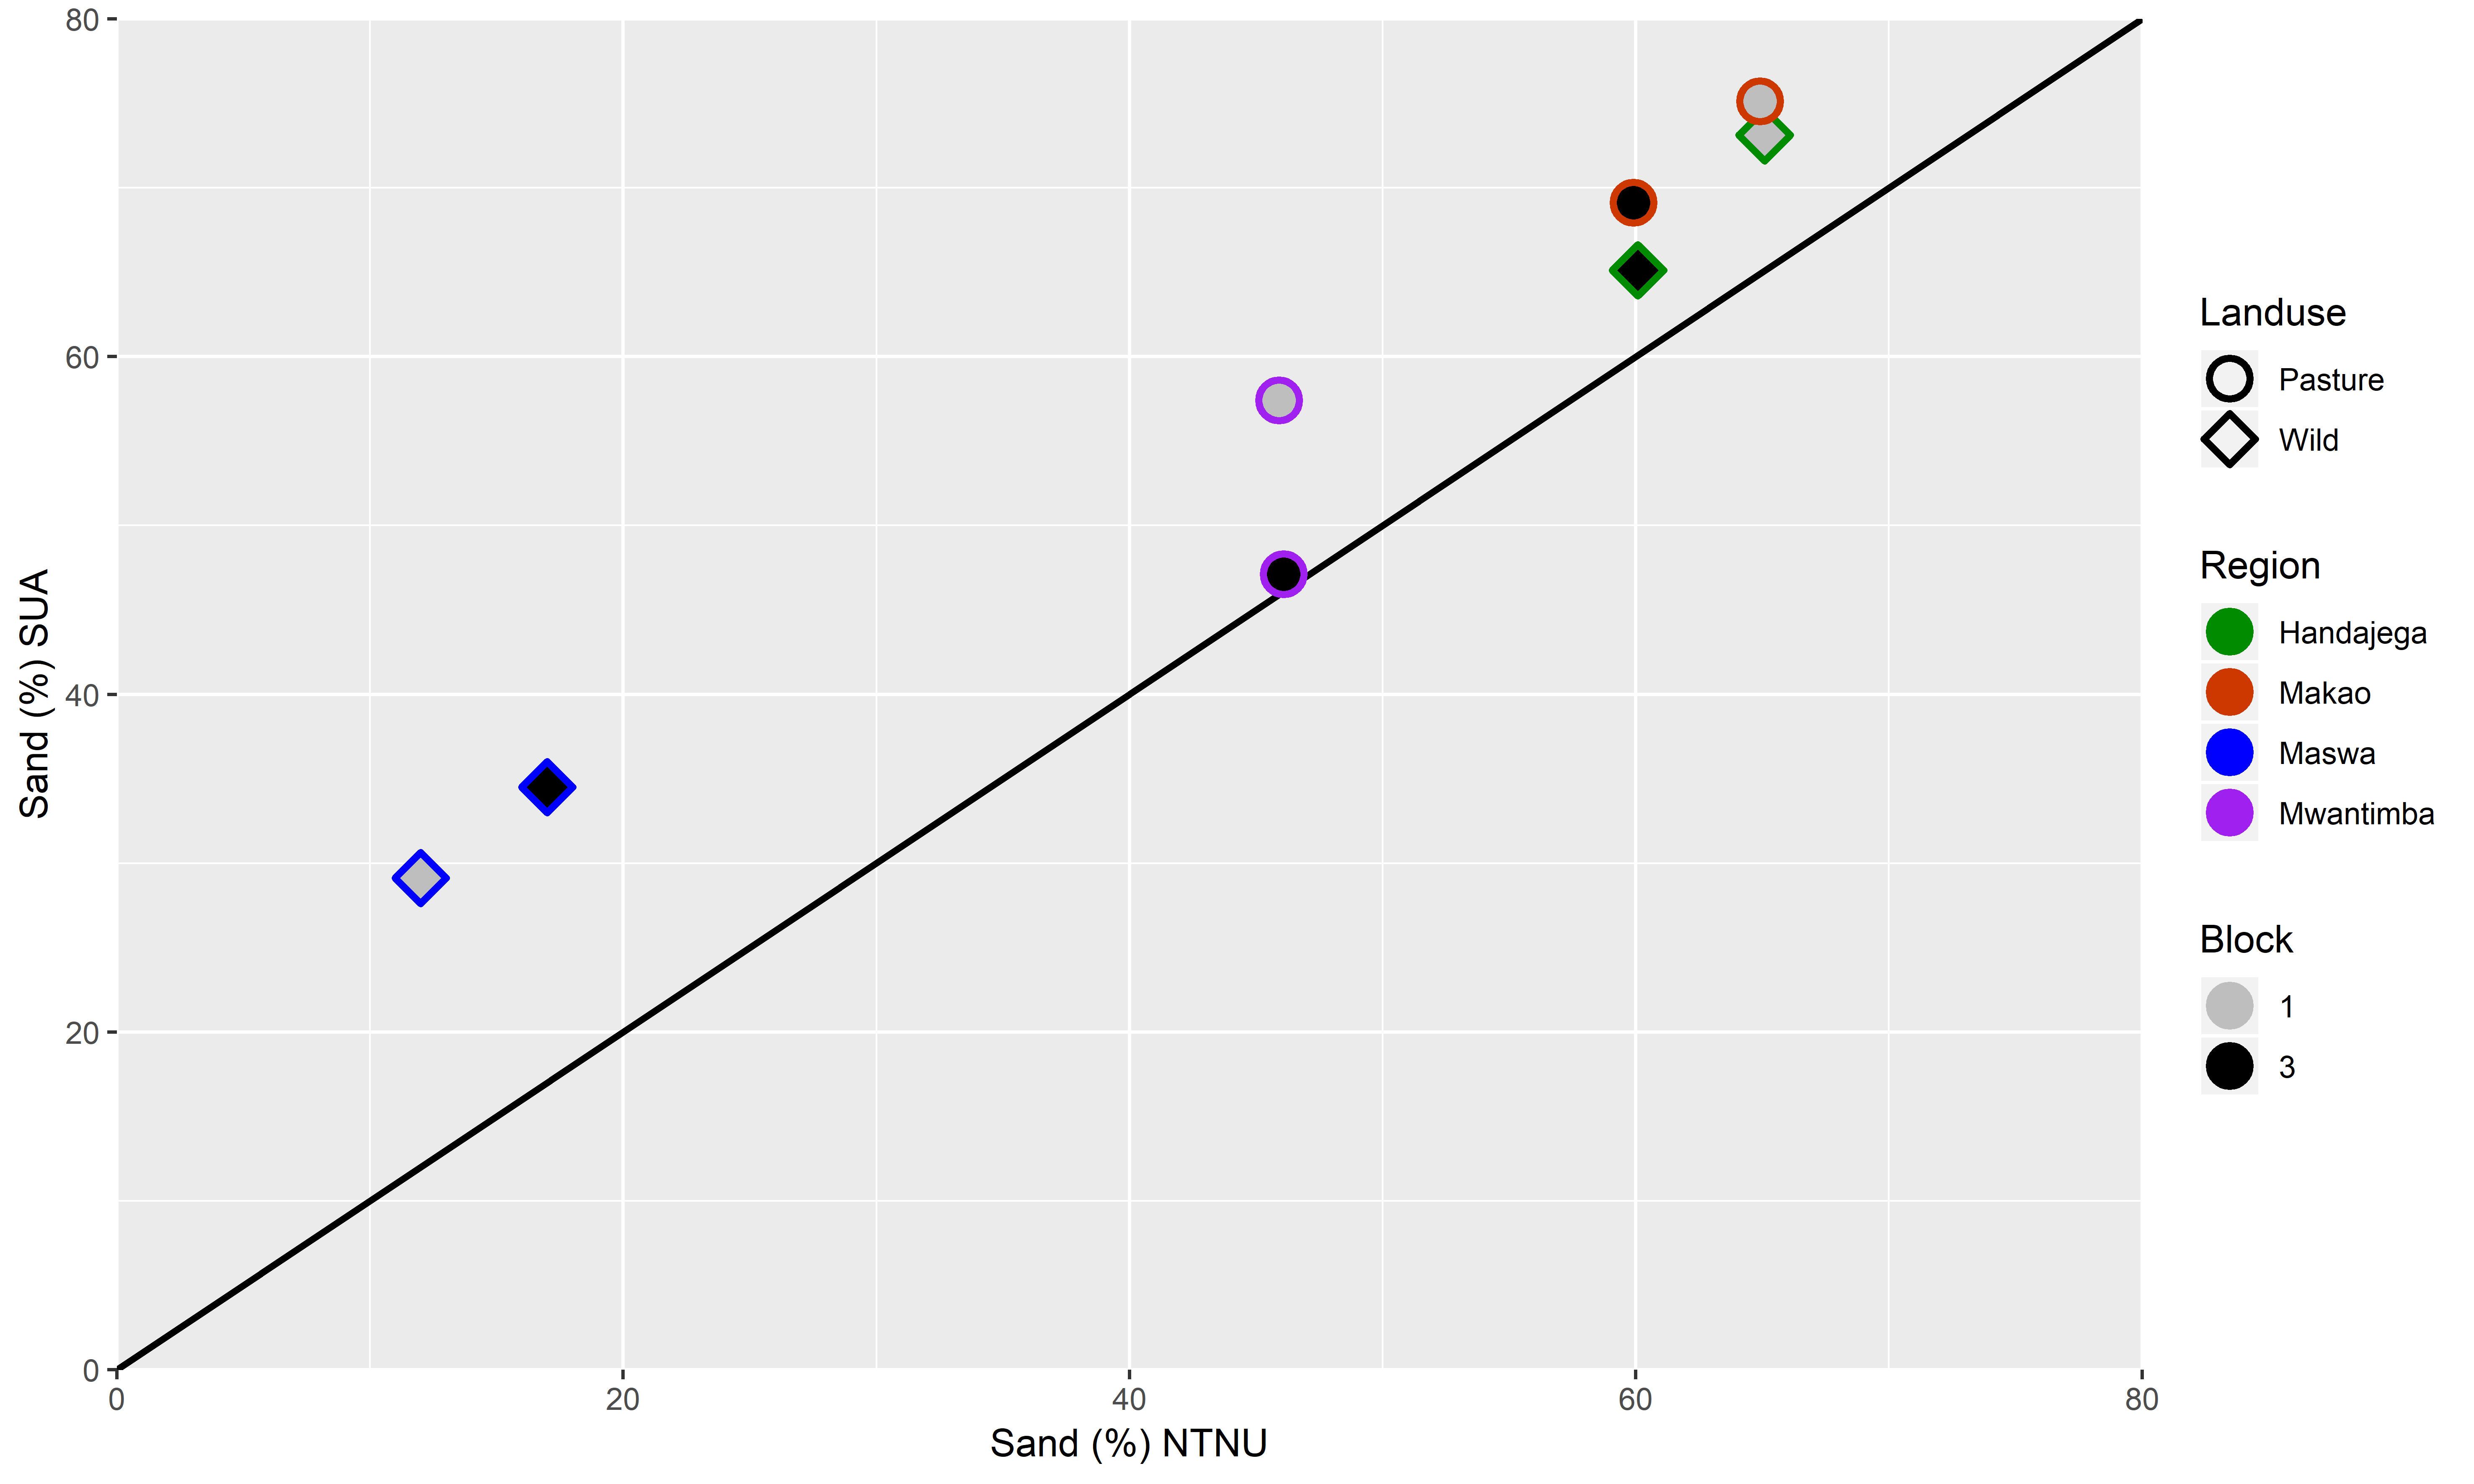 80
60
40
20
0
0 20 40 60 80
Sand (%) SUA
Sand (%) NTNU
Landuse
Pasture
Wild
Region
Handajega
Makao
Maswa
Mwantimba
Block
1
3